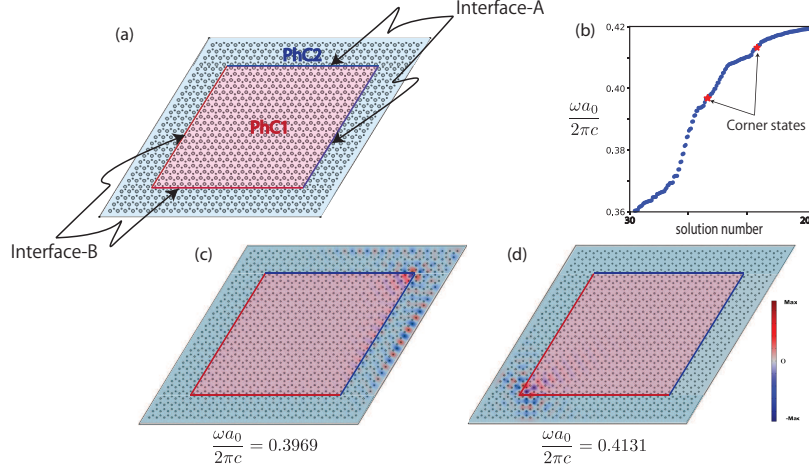 Interface-A
(a)
PhC2
PhC1
Interface-B
(b)
0.42
0.40
0.38
0.36
ωa₀/2πc
Corner states
30
20
solution number
(c)
ωa₀/2πc = 0.3969
(d)
ωa₀/2πc = 0.4131
Max
0
-Max